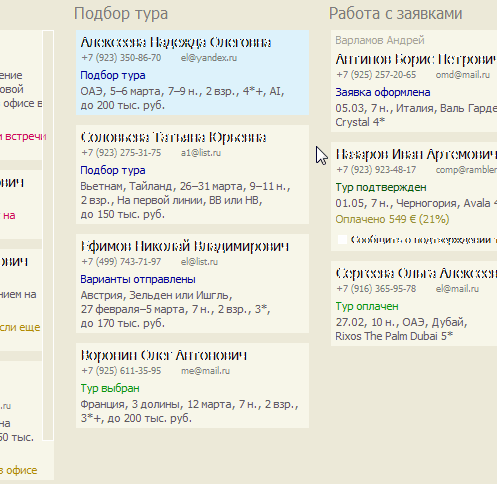 Подбор тура
Алексеева Надежда Олеговна
+7 (923) 350-86-70 el@yandex.ru
Подбор тура
ОАЭ, 5–6 марта, 7–9 н., 2 взр., 4*+, AI,
до 200 тыс. руб.
Соловьева Татьяна Юрьевна
+7 (923) 275-31-75 a1@list.ru
Подбор тура
Вьетнам, Тайланд, 26–31 марта, 9–11 н.,
2 взр., На первой линии, BB или HB,
до 150 тыс. руб.
Ефимов Николай Владимирович
+7 (499) 743-71-97 el@list.ru
Варианты отправлены
Австрия, Зельден или Ишгль,
27 февраля–5 марта, 7 н., 2 взр., 3*,
до 170 тыс. руб.
Воронин Олег Антонович
+7 (925) 611-35-95 me@mail.ru
Тур выбран
Франция, 3 долины, 12 марта, 7 н., 2 взр.,
3*+, до 200 тыс. руб.
Работа с заявками
Варламов Андрей
Антипов Борис Петрович
+7 (925) 257-20-65 omd@mail.ru
Заявка оформлена
05.03, 7 н., Италия, Валь Гарде
Crystal 4*
Назаров Иван Артемович
+7 (923) 923-48-17 comp@rambler
Тур подтвержден
01.05, 7 н., Черногория, Avala 4
Оплачено 549 € (21%)
Сообщить о подтверждении т
Сергеева Ольга Алексеев
+7 (916) 365-95-78 el@mail.ru
Тур оплачен
27.02, 10 н., ОАЭ, Дубай,
Rixos The Palm Dubai 5*
ение
овой
офисе в
и встречи
ович
на
ович
нием на
если еще
.ru
на
50 тыс.
в офисе